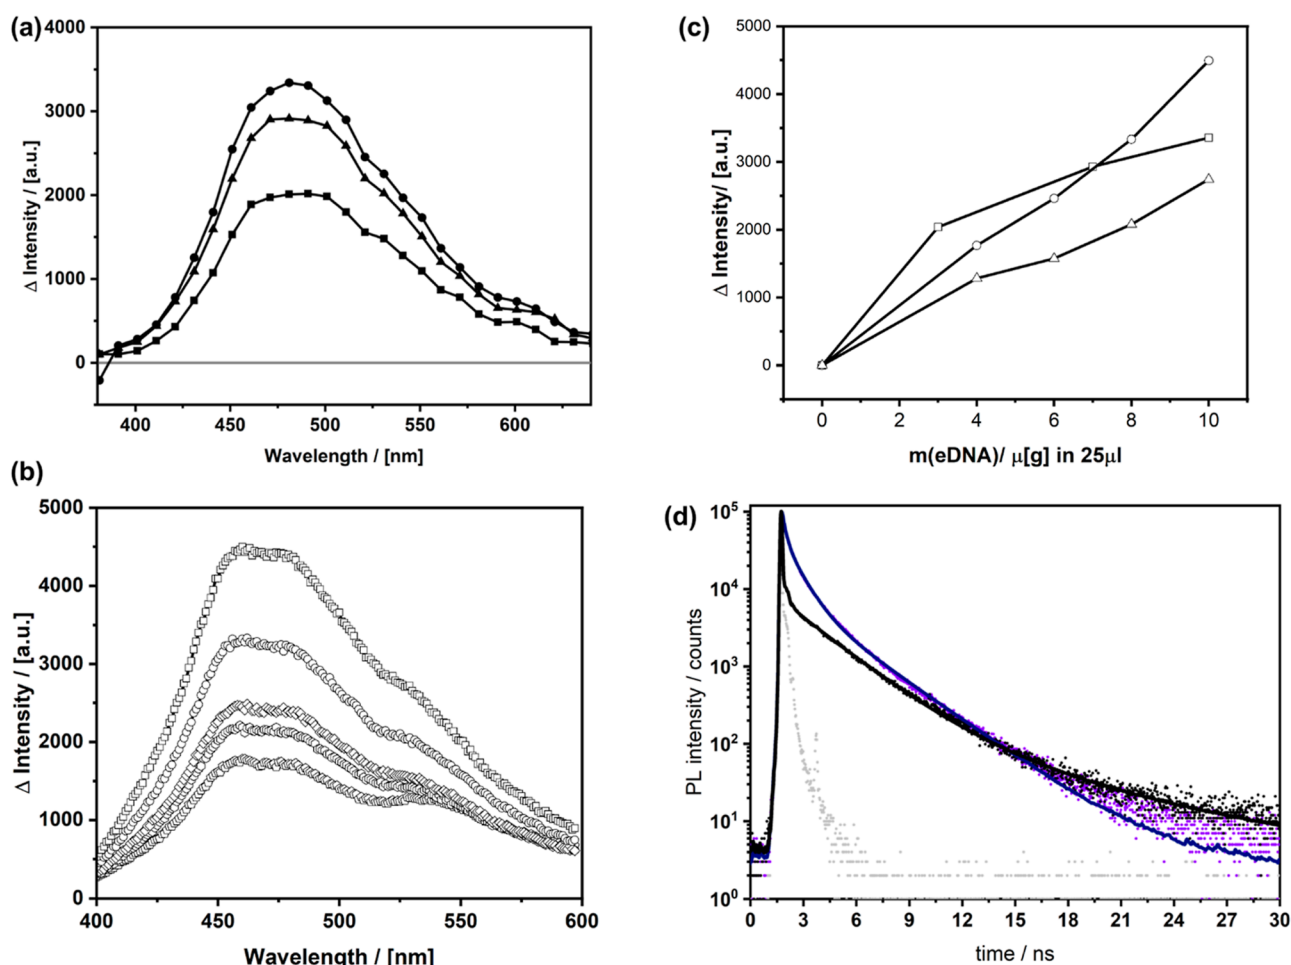 (a)
4000
3000
2000
1000
0
Δ Intensity / [a.u.]
400 450 500 550 600
Wavelength / [nm]
(b)
5000
4000
3000
2000
1000
0
Δ Intensity / [a.u.]
400 450 500 550 600
Wavelength / [nm]
(c)
5000
4000
3000
2000
1000
0
Δ Intensity/ [a.u.]
0 2 4 6 8 10
m(eDNA)/ μ[g] in 25μl
(d)
10⁵
10⁴
10³
10²
10¹
10⁰
PL intensity / counts
0 3 6 9 12 15 18 21 24 27 30
time / ns